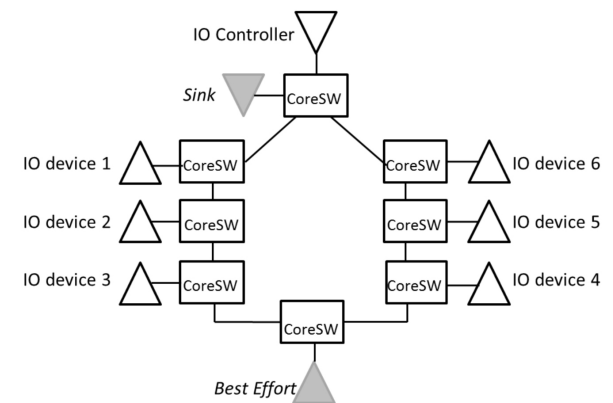 IO Controller
Sink
CoreSW
IO device 1
CoreSW
CoreSW
IO device 6
IO device 2
CoreSW
CoreSW
IO device 5
IO device 3
CoreSW
CoreSW
IO device 4
CoreSW
Best Effort